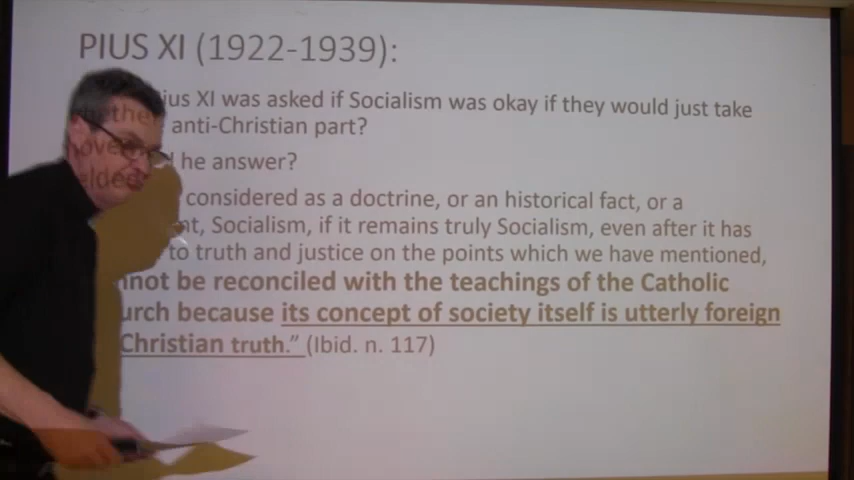 PIUS XI (1922-1939):
ius XI was asked if Socialism was okay if they would just take
anti-Christian part?
he answer?
considered as a doctrine, or an historical fact, or a
nt, Socialism, if it remains truly Socialism, even after it has
to truth and justice on the points which we have mentioned,
nnot be reconciled with the teachings of the Catholic
urch because its concept of society itself is utterly foreign
Christian truth.” (Ibid. n. 117)